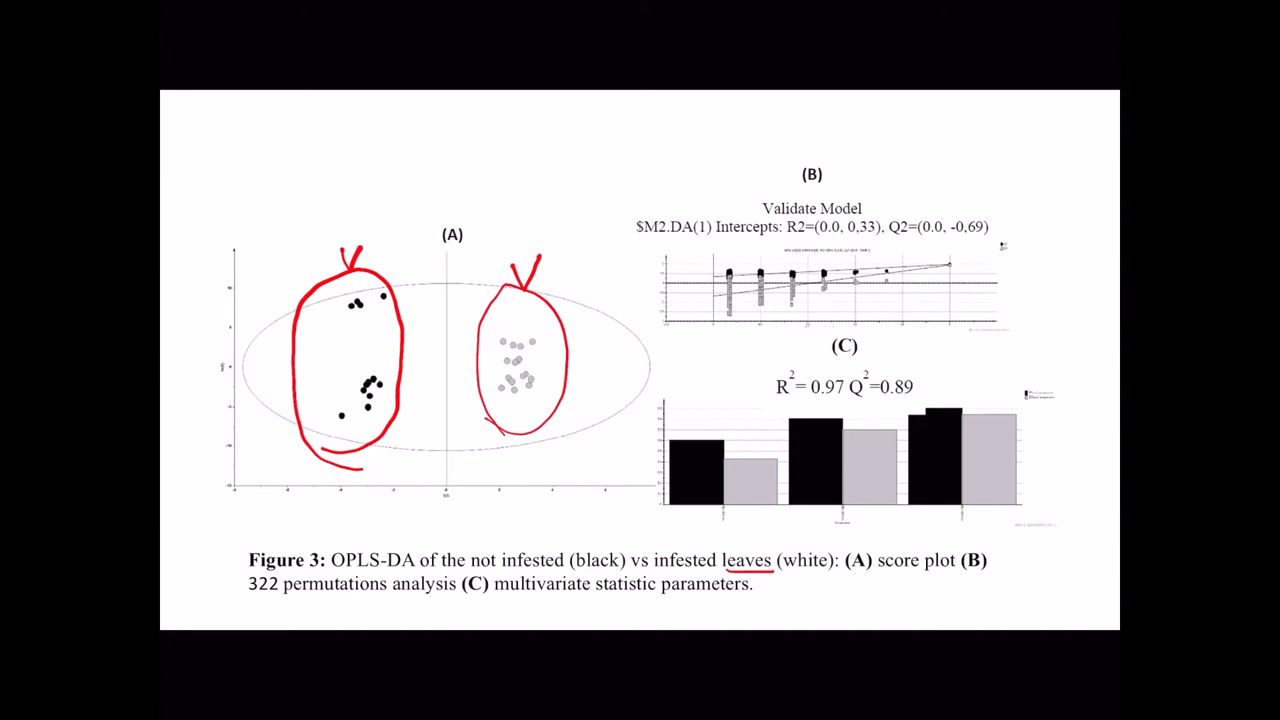 (B)
Validate Model
$M2.DA(1) Intercepts: R2=(0.0, 0,33), Q2=(0.0, -0,69)
(A)
(C)
R2= 0.97 Q2=0.89
Figure 3: OPLS-DA of the not infested (black) vs infested leaves (white): (A) score plot (B)
322 permutations analysis (C) multivariate statistic parameters.